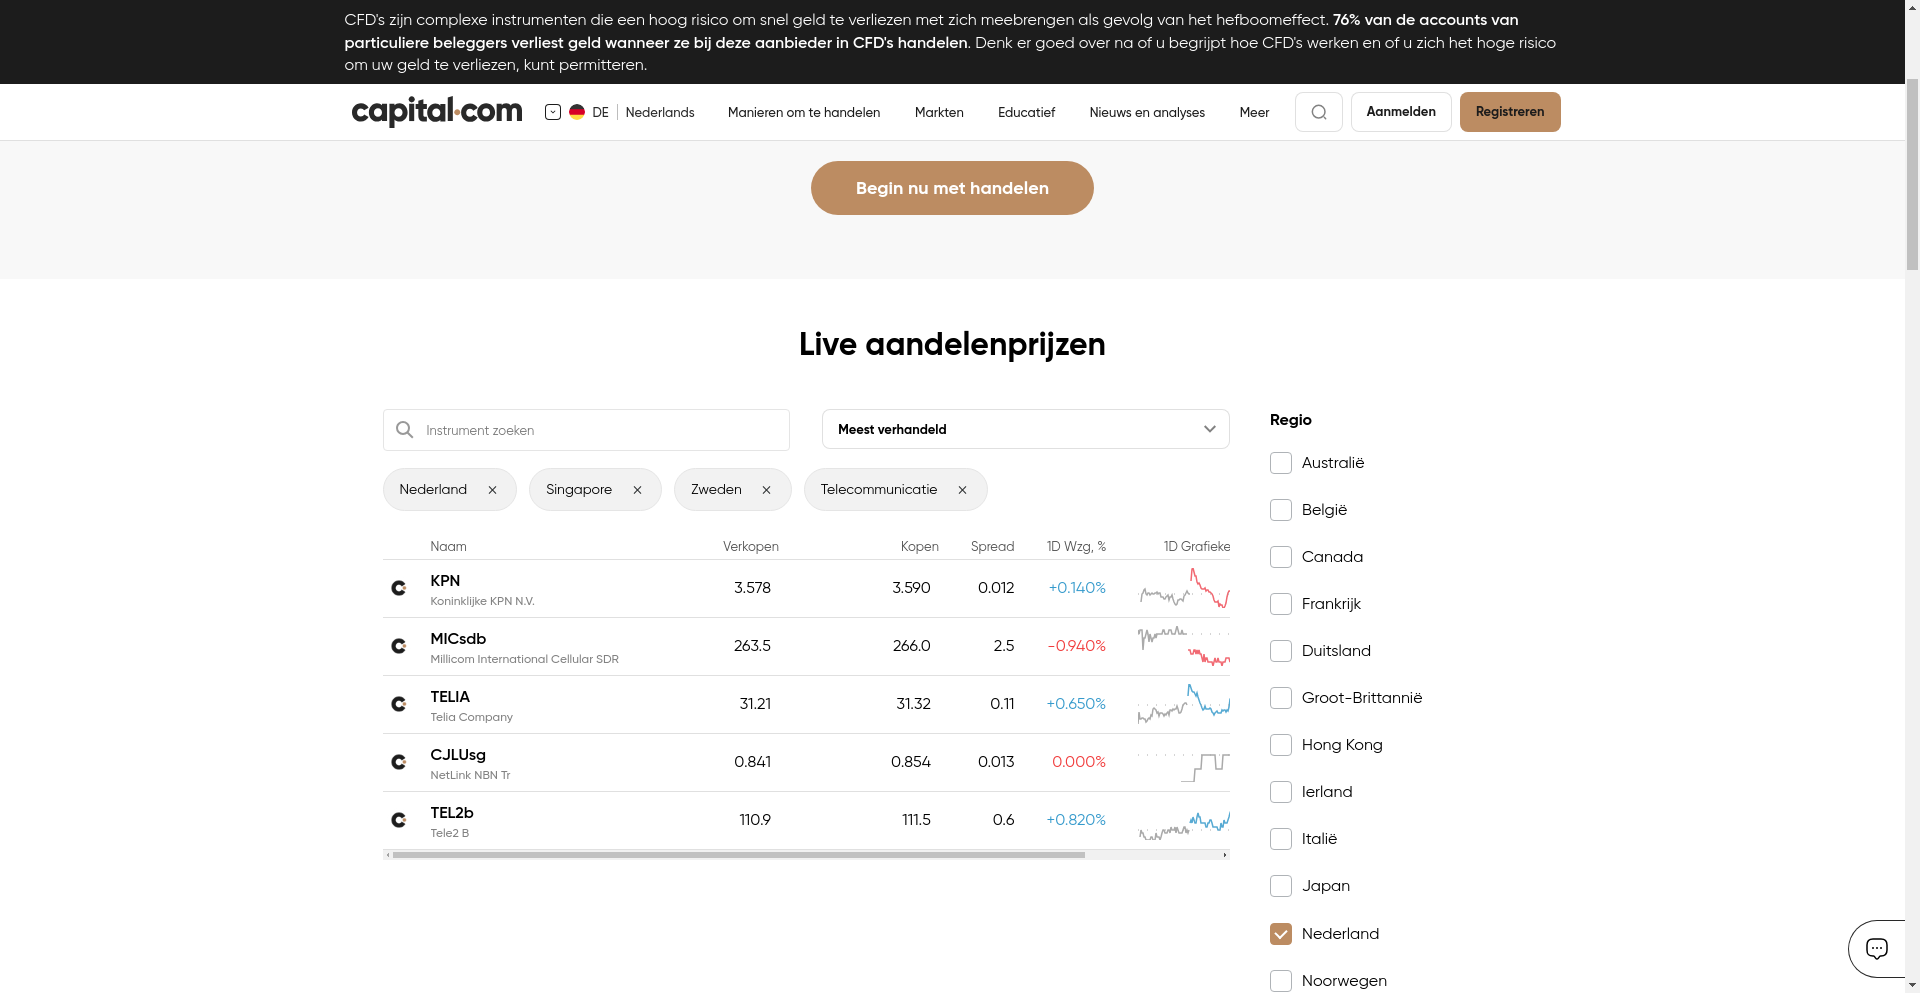 CFD's zijn complexe instrumenten die een hoog risico om snel geld te verliezen met zich meebrengen als gevolg van het hefboomeffect. 76% van de accounts van
particuliere beleggers verliest geld wanneer ze bij deze aanbieder in CFD's handelen. Denk er goed over na of u begrijpt hoe CFD's werken en of u zich het hoge risico
om uw geld te verliezen, kunt permitteren.
capital.com DE Nederlands Manieren om te handelen Markten Educatief Nieuws en analyses Meer Aanmelden Registreren
Begin nu met handelen
Live aandelenprijzen
Instrument zoeken
Meest verhandeld
Nederland × Singapore × Zweden × Telecommunicatie ×
Naam Verkopen Kopen Spread 1D Wzg, % 1D Grafieke
KPN 3.578 3.590 0.012 +0.140%
Koninklijke KPN N.V.
MICsdb 263.5 266.0 2.5 -0.940%
Millicom International Cellular SDR
TELIA 31.21 31.32 0.11 +0.650%
Telia Company
CJLUsg 0.841 0.854 0.013 0.000%
NetLink NBN Tr
TEL2b 110.9 111.5 0.6 +0.820%
Tele2 B
Regio
Australië
België
Canada
Frankrijk
Duitsland
Groot-Brittannië
Hong Kong
Ierland
Italië
Japan
Nederland
Noorwegen